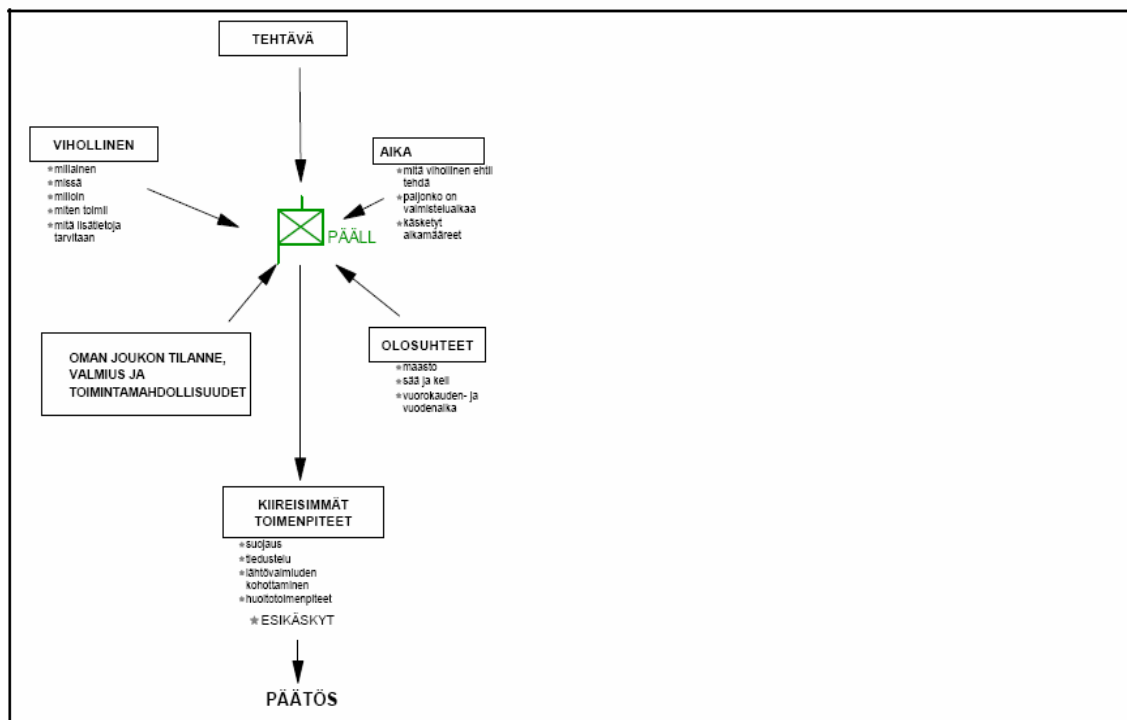 TEHTÄVÄ
VIHOLLINEN
★millainen
★missä
★milloin
★miten toimii
★mitä lisätietoja
tarvitaan
AIKA
★mitä vihollinen ehtii
tehdä
★paljonko on
valmisteluaikaa
★käsketyt
aikamääreet
PÄÄLL
OMAN JOUKON TILANNE,
VALMIUS JA
TOIMINTAMAHDOLLISUUDET
OLOSUHTEET
★maasto
★sää ja keli
★vuorokauden- ja
vuodenaika
KIIREISIMMÄT
TOIMENPITEET
★suojaus
★tiedustelu
★lähtövalmiuden
kohottaminen
★huoltotoimenpiteet
★ESIKÄSKYT
PÄÄTÖS